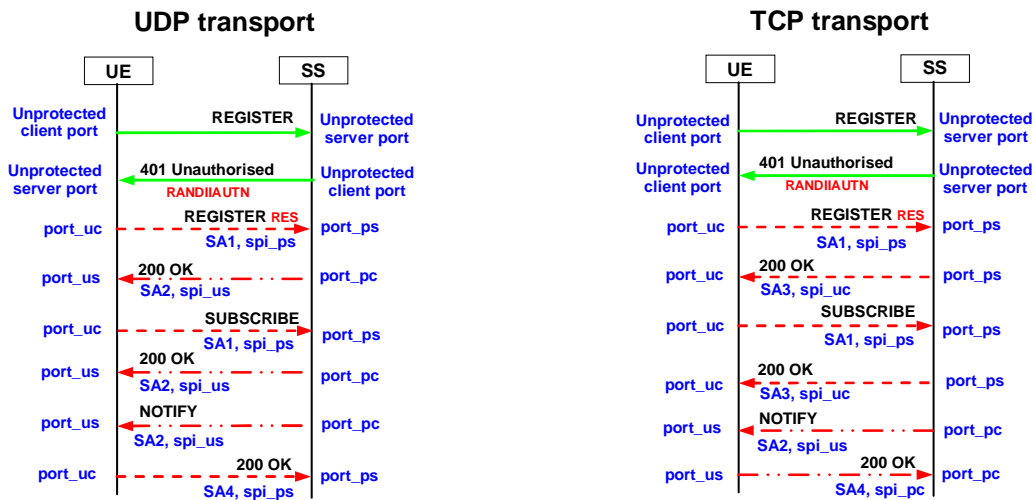 UDP transport
UE
SS
Unprotected
client port
REGISTER
Unprotected
server port
Unprotected
server port
401 Unauthorised
RANDIIAUTN
Unprotected
client port
port_uc
REGISTER RES
SA1, spi_ps
port_ps
port_us
200 OK
SA2, spi_us
port_pc
port_uc
SUBSCRIBE
SA1, spi_ps
port_ps
port_us
200 OK
SA2, spi_us
port_pc
port_us
NOTIFY
SA2, spi_us
port_pc
port_uc
200 OK
SA4, spi_ps
port_ps
TCP transport
UE
SS
Unprotected
client port
REGISTER
Unprotected
server port
Unprotected
client port
401 Unauthorised
RANDIIAUTN
Unprotected
server port
port_uc
REGISTER RES
SA1, spi_ps
port_ps
port_uc
200 OK
SA3, spi_uc
port_ps
port_uc
SUBSCRIBE
SA1, spi_ps
port_ps
port_uc
200 OK
SA3, spi_uc
port_ps
port_us
NOTIFY
SA2, spi_us
port_pc
port_us
200 OK
SA4, spi_pc
port_pc